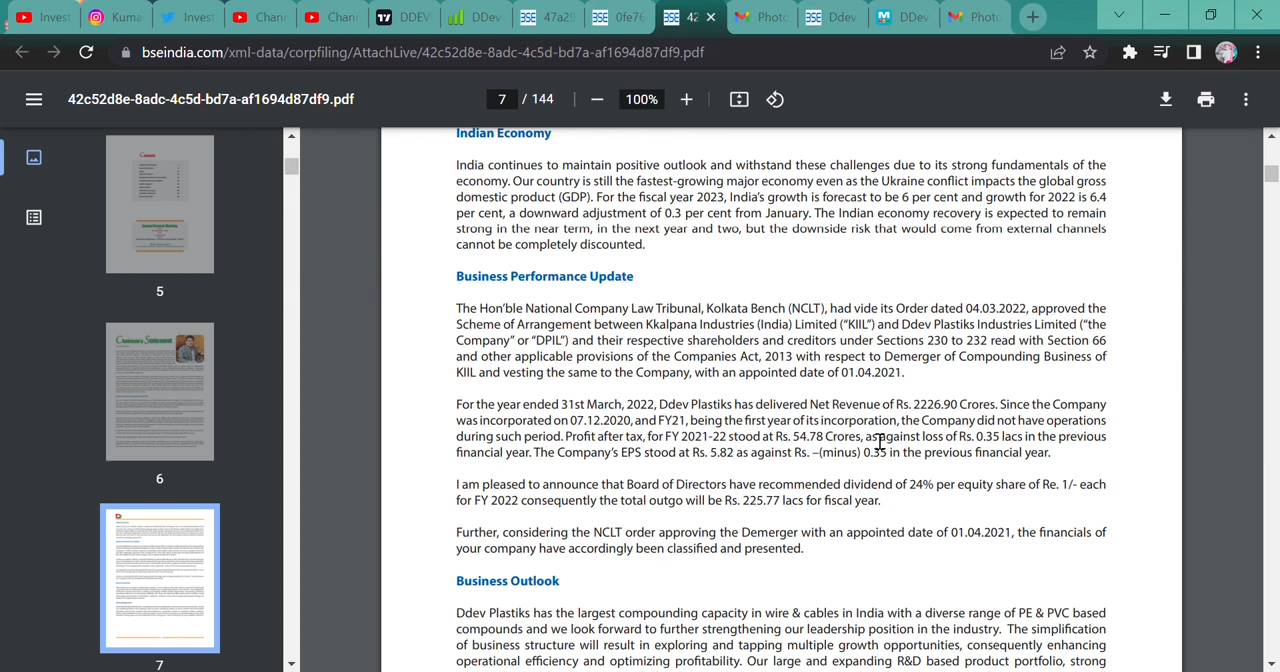 Invest
Kuma
Invest
Chann
Chann
DDEV
DDev
47a29
0fe76
42
Photo
Ddev
DDev
Photo
bseindia.com/xml-data/corpfiling/AttachLive/42c52d8e-8adc-4c5d-bd7a-af1694d87df9.pdf
42c52d8e-8adc-4c5d-bd7a-af1694d87df9.pdf
7 / 144
100%
5
6
7
Indian Economy
India continues to maintain positive outlook and withstand these challenges due to its strong fundamentals of the
economy. Our country is still the fastest-growing major economy even as the Ukraine conflict impacts the global gross
domestic product (GDP). For the fiscal year 2023, India's growth is forecast to be 6 per cent and growth for 2022 is 6.4
per cent, a downward adjustment of 0.3 per cent from January. The Indian economy recovery is expected to remain
strong in the near term, in the next year and two, but the downside risk that would come from external channels
cannot be completely discounted.
Business Performance Update
The Hon'ble National Company Law Tribunal, Kolkata Bench (NCLT), had vide its Order dated 04.03.2022, approved the
Scheme of Arrangement between Kkalpana Industries (India) Limited ("KIIL") and Ddev Plastiks Industries Limited ("the
Company" or "DPIL") and their respective shareholders and creditors under Sections 230 to 232 read with Section 66
and other applicable provisions of the Companies Act, 2013 with respect to Demerger of Compounding Business of
KIIL and vesting the same to the Company, with an appointed date of 01.04.2021.
For the year ended 31st March, 2022, Ddev Plastiks has delivered Net Revenue of Rs. 2226.90 Crores. Since the Company
was incorporated on 07.12.2020, and FY21, being the first year of its incorporation, the Company did not have operations
during such period. Profit after tax, for FY 2021-22 stood at Rs. 54.78 Crores, as against loss of Rs. 0.35 lacs in the previous
financial year. The Company's EPS stood at Rs. 5.82 as against Rs. –(minus) 0.35 in the previous financial year.
I am pleased to announce that Board of Directors have recommended dividend of 24% per equity share of Re. 1/- each
for FY 2022 consequently the total outgo will be Rs. 225.77 lacs for fiscal year.
Further, considering the NCLT order approving the Demerger with an appointed date of 01.04.2021, the financials of
your company have accordingly been classified and presented.
Business Outlook
Ddev Plastiks has the largest compounding capacity in wire & cables in India with a diverse range of PE & PVC based
compounds and we look forward to further strengthening our leadership position in the industry. The simplification
of business structure will result in exploring and tapping multiple growth opportunities, consequently enhancing
operational efficiency and optimizing profitability. Our large and expanding R&D based product portfolio, strong